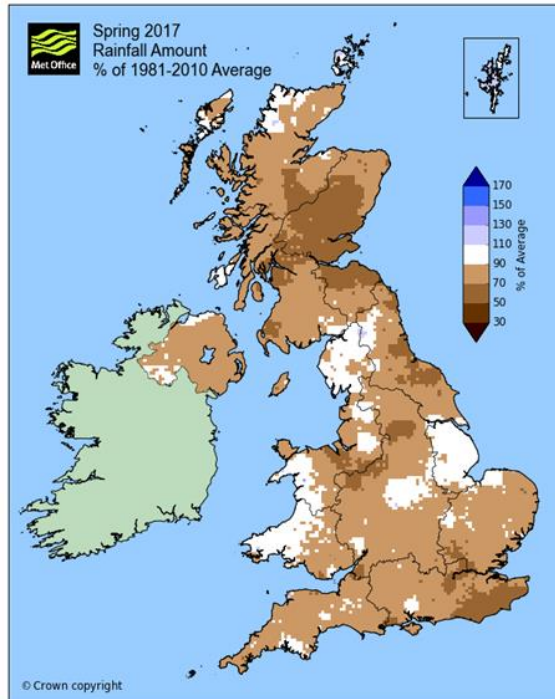 Spring 2017
Rainfall Amount
% of 1981-2010 Average
Met Office
170
150
130
110
90
70
50
30
% of Average
© Crown copyright